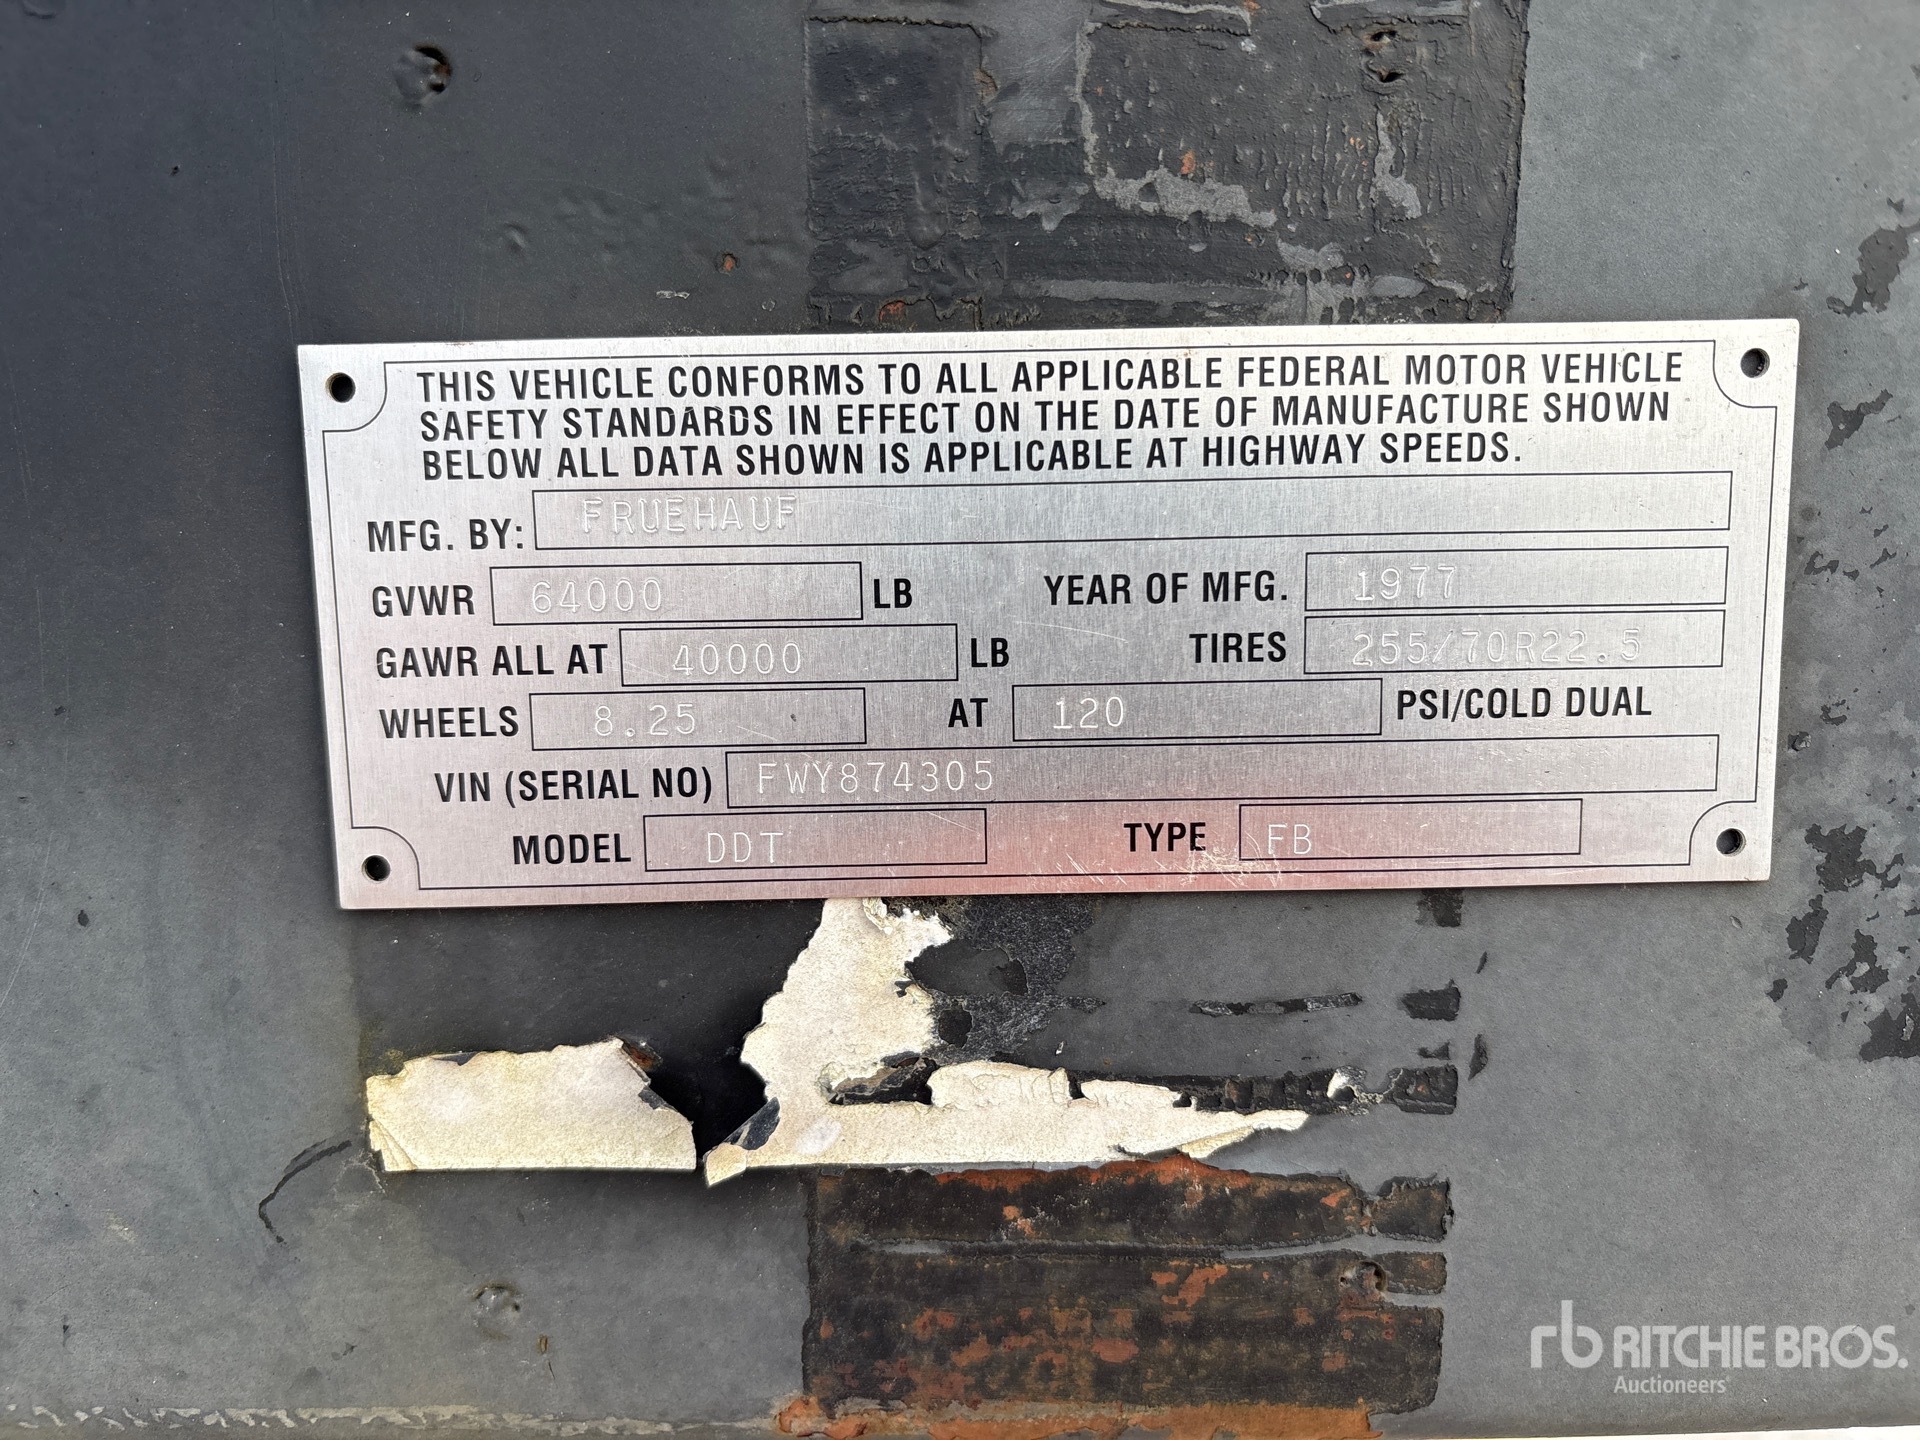 THIS VEHICLE CONFORMS TO ALL APPLICABLE FEDERAL MOTOR VEHICLE
SAFETY STANDARDS IN EFFECT ON THE DATE OF MANUFACTURE SHOWN
BELOW ALL DATA SHOWN IS APPLICABLE AT HIGHWAY SPEEDS.
MFG. BY: FRUEHAUF
GVWR 64000 LB YEAR OF MFG. 1977
GAWR ALL AT 40000 LB TIRES 255/70R22.5
WHEELS 8.25 AT 120 PSI/COLD DUAL
VIN (SERIAL NO) FWY874305
MODEL DDT TYPE FB
rb RITCHIE BROS.
Auctioneers